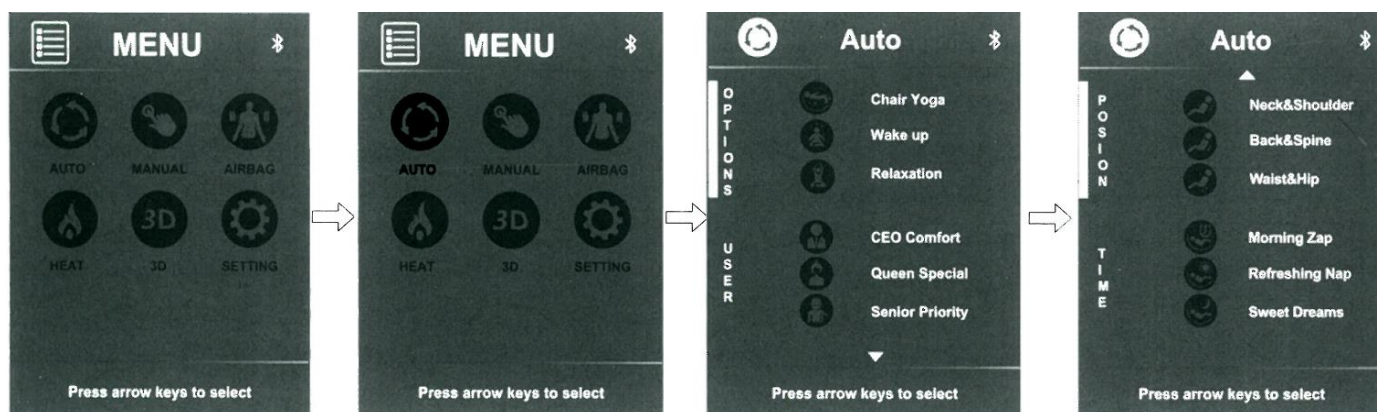 MENU
AUTO MANUAL AIRBAG
HEAT 3D SETTING
Press arrow keys to select
MENU
AUTO MANUAL AIRBAG
HEAT 3D SETTING
Press arrow keys to select
Auto
OPTIONS
Chair Yoga
Wake up
Relaxation
USER
CEO Comfort
Queen Special
Senior Priority
Press arrow keys to select
Auto
POSION
Neck&Shoulder
Back&Spine
Waist&Hip
TIME
Morning Zap
Refreshing Nap
Sweet Dreams
Press arrow keys to select